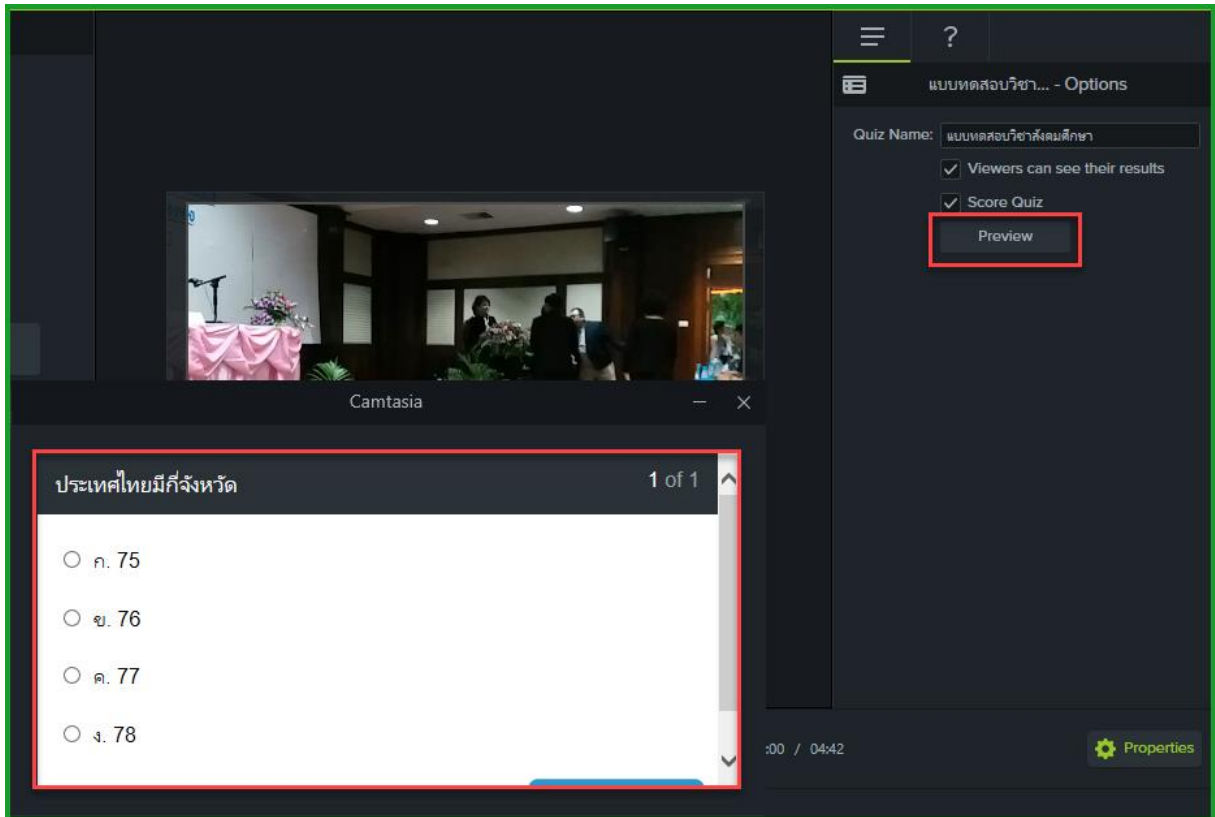 ?
แบบทดสอบวิชา... - Options
Quiz Name: แบบทดสอบวิชาสังคมศึกษา
Viewers can see their results
Score Quiz
Preview
Camtasia
ประเทศไทยมีกี่จังหวัด 1 of 1
ก. 75
ข. 76
ค. 77
ง. 78
:00 / 04:42
Properties